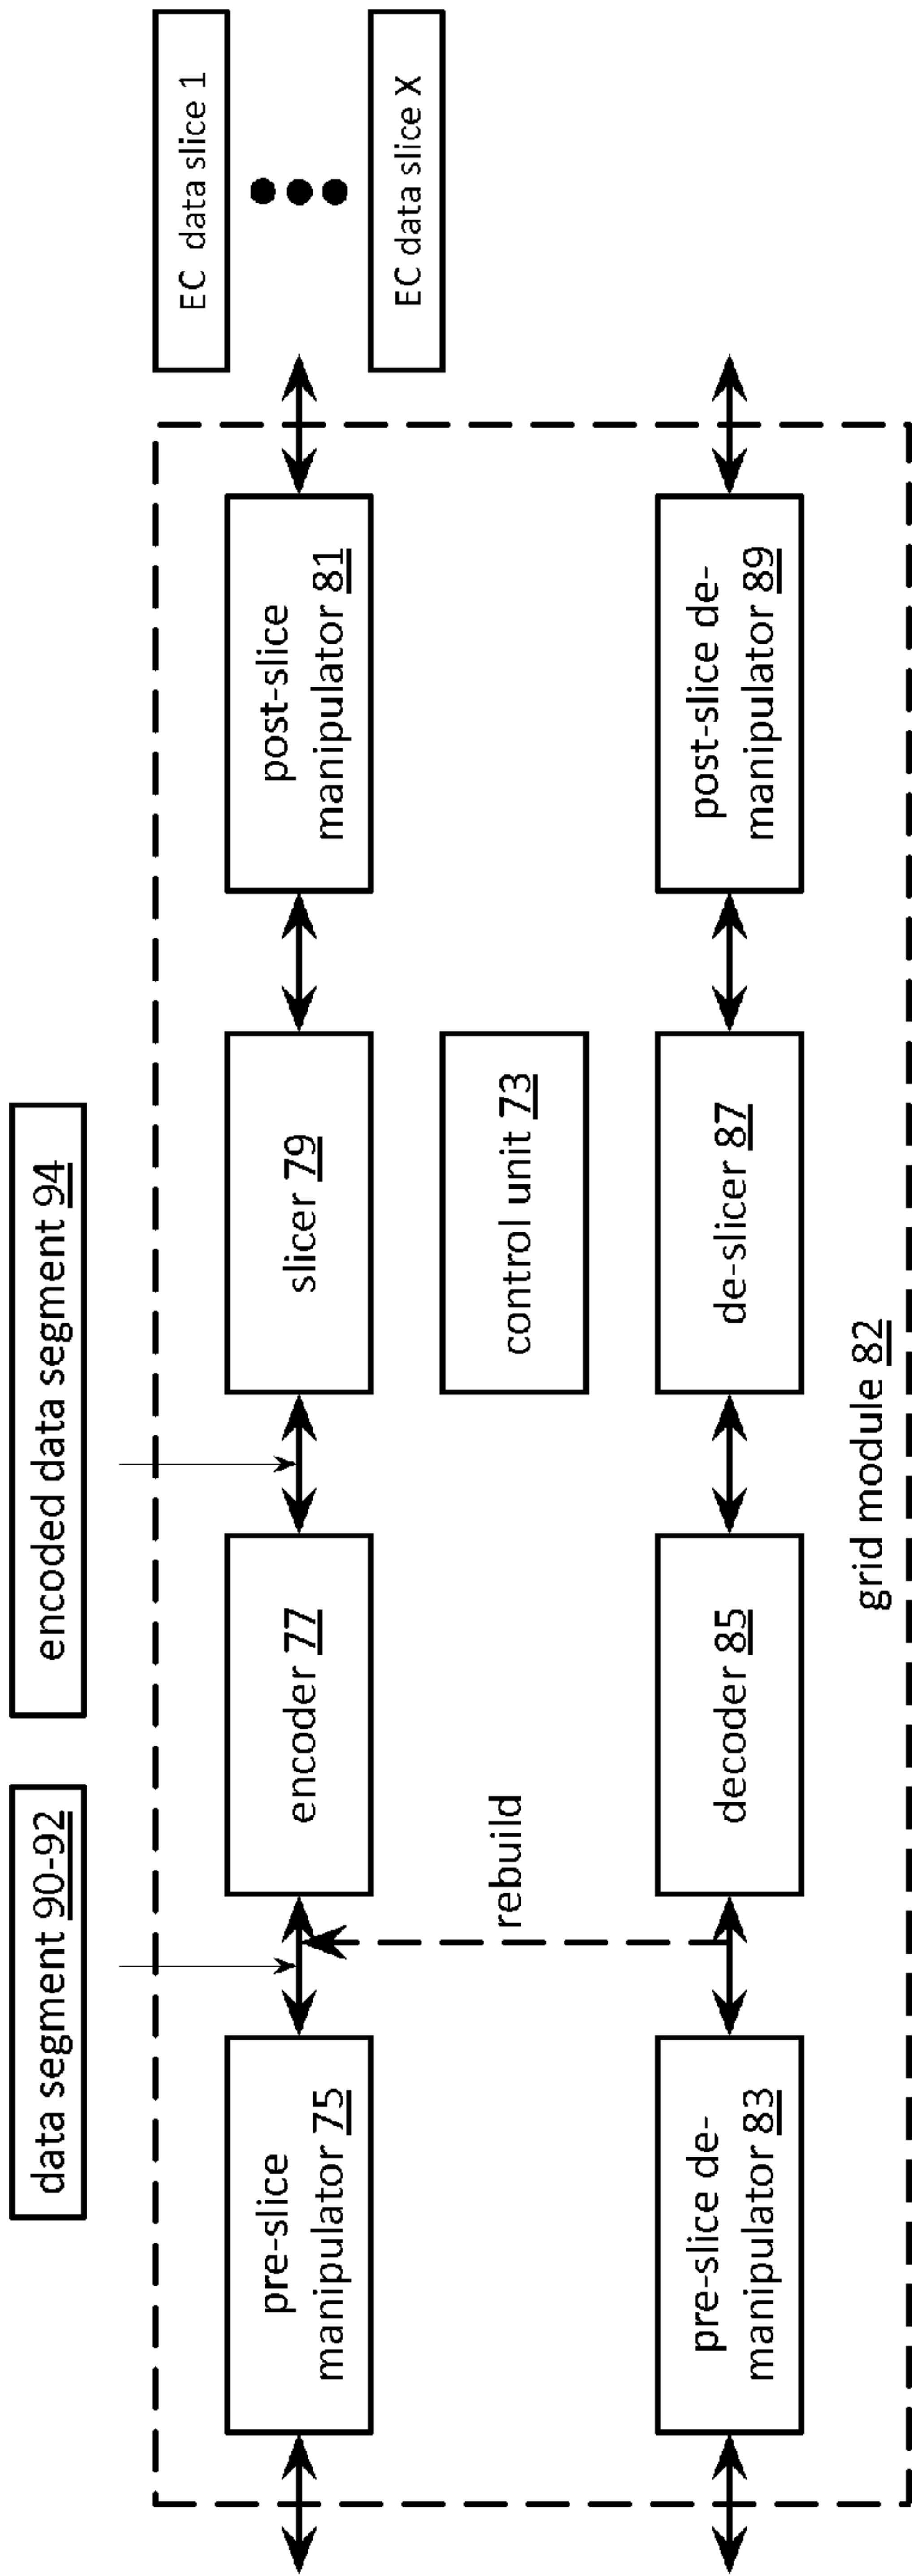 data segment 90-92
encoded data segment 94
EC data slice 1
EC data slice X
pre-slice
manipulator 75
encoder 77
slicer 79
post-slice
manipulator 81
rebuild
control unit 73
pre-slice de-
manipulator 83
decoder 85
de-slicer 87
post-slice de-
manipulator 89
grid module 82